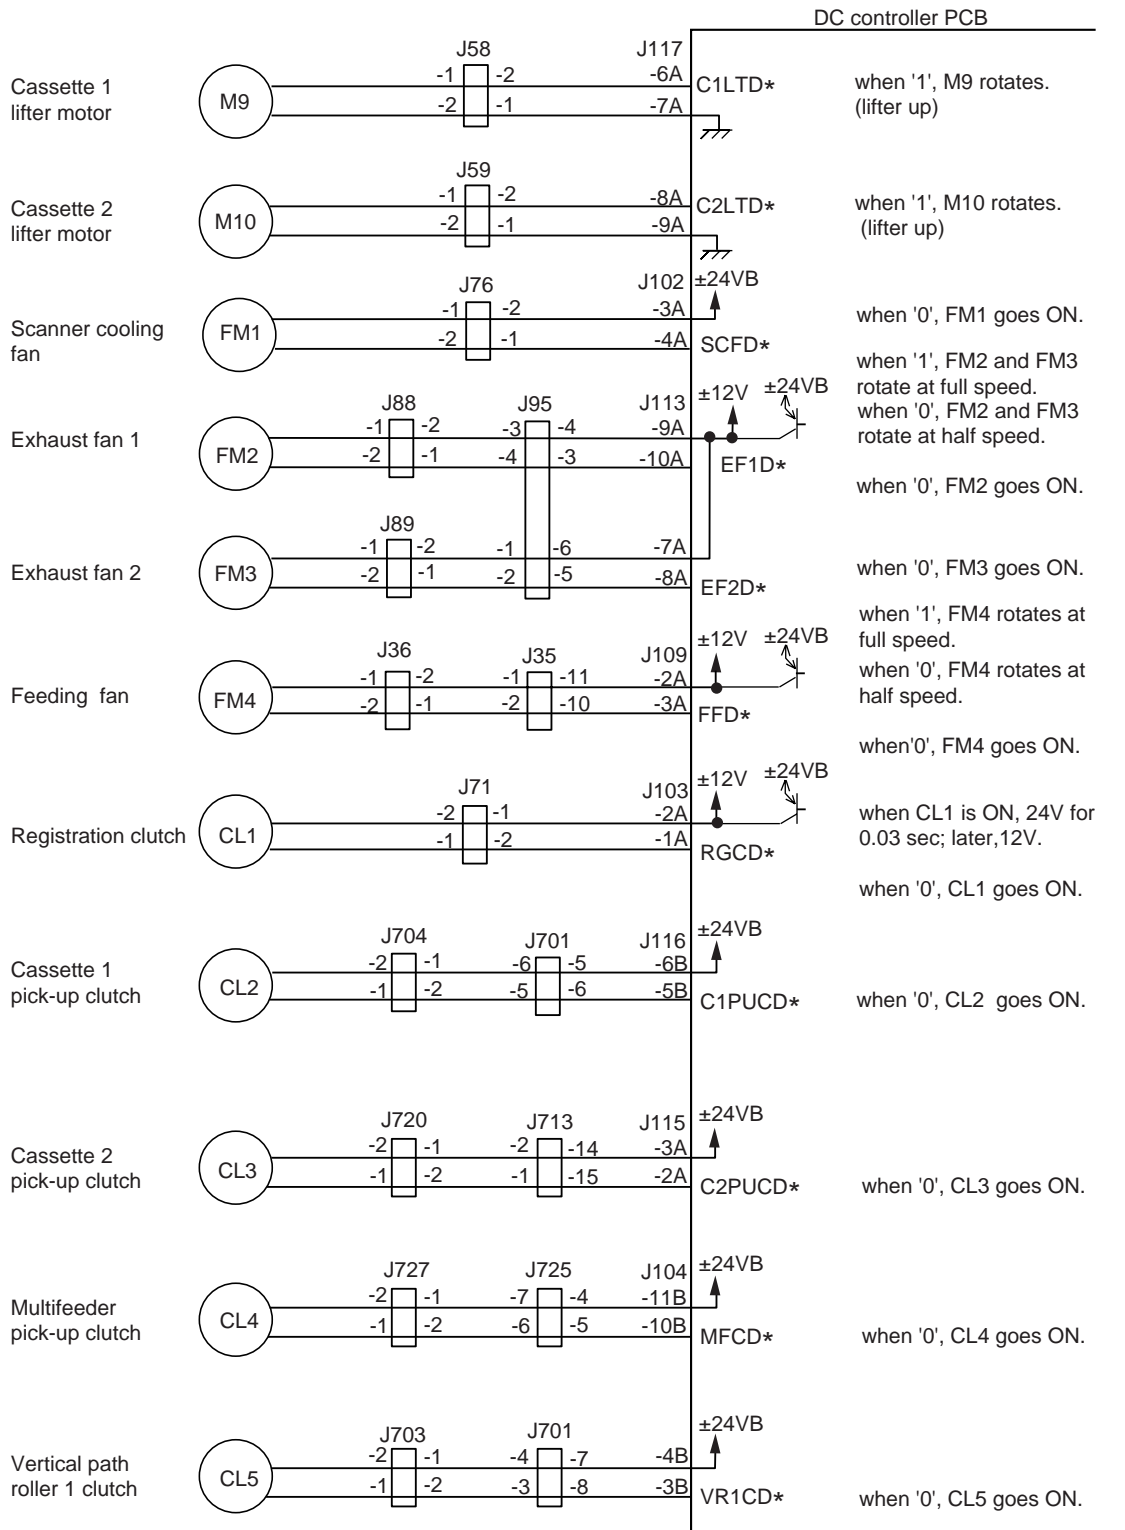 DC controller PCB
J58
J117
Cassette 1
lifter motor
M9
-1
-2
-2
-1
-6A
-7A
C1LTD*
when '1', M9 rotates.
(lifter up)
J59
Cassette 2
lifter motor
M10
-1
-2
-2
-1
-8A
-9A
C2LTD*
when '1', M10 rotates.
(lifter up)
J76
J102
±24VB
Scanner cooling
fan
FM1
-1
-2
-2
-1
-3A
-4A
SCFD*
when '0', FM1 goes ON.
when '1', FM2 and FM3
rotate at full speed.
when '0', FM2 and FM3
rotate at half speed.
J88
J95
J113
±12V
±24VB
Exhaust fan 1
FM2
-1
-2
-2
-1
-3
-4
-4
-3
-9A
-10A
EF1D*
when '0', FM2 goes ON.
J89
Exhaust fan 2
FM3
-1
-2
-2
-1
-1
-6
-2
-5
-7A
-8A
EF2D*
when '0', FM3 goes ON.
when '1', FM4 rotates at
full speed.
when '0', FM4 rotates at
half speed.
J36
J35
J109
±12V
±24VB
Feeding fan
FM4
-1
-2
-2
-1
-1
-11
-2
-10
-2A
-3A
FFD*
when'0', FM4 goes ON.
J71
J103
±12V
±24VB
Registration clutch
CL1
-2
-1
-1
-2
-2A
-1A
RGCD*
when CL1 is ON, 24V for
0.03 sec; later,12V.
when '0', CL1 goes ON.
J704
J701
J116
±24VB
Cassette 1
pick-up clutch
CL2
-2
-1
-1
-2
-6
-5
-5
-6
-6B
-5B
C1PUCD*
when '0', CL2 goes ON.
J720
J713
J115
±24VB
Cassette 2
pick-up clutch
CL3
-2
-1
-1
-2
-2
-14
-1
-15
-3A
-2A
C2PUCD*
when '0', CL3 goes ON.
J727
J725
J104
±24VB
Multifeeder
pick-up clutch
CL4
-2
-1
-1
-2
-7
-4
-6
-5
-11B
-10B
MFCD*
when '0', CL4 goes ON.
J703
J701
±24VB
Vertical path
roller 1 clutch
CL5
-2
-1
-1
-2
-4
-7
-3
-8
-4B
-3B
VR1CD*
when '0', CL5 goes ON.